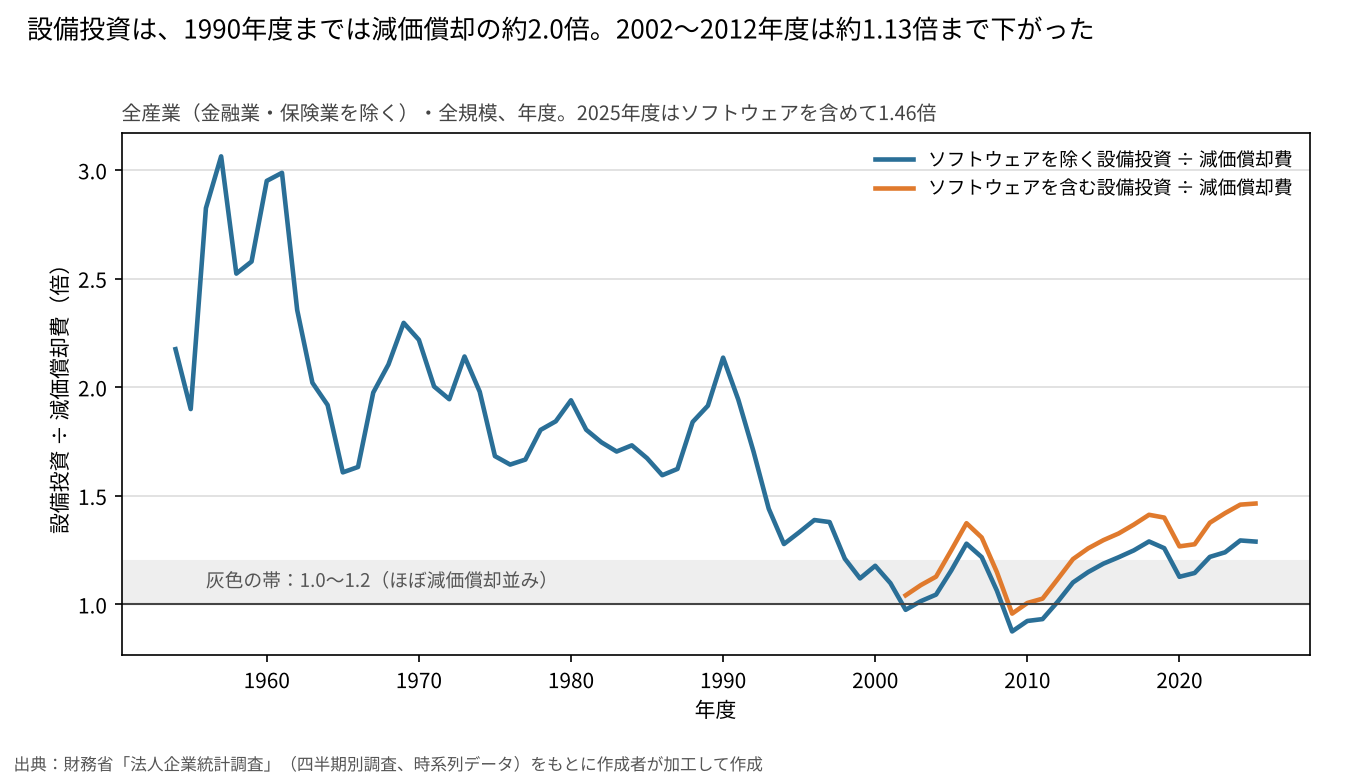 設備投資は、1990年度までは減価償却の約2.0倍。2002～2012年度は約1.13倍まで下がった
全産業（金融業・保険業を除く）・全規模、年度。2025年度はソフトウェアを含めて1.46倍
ソフトウェアを除く設備投資 ÷ 減価償却費
ソフトウェアを含む設備投資 ÷ 減価償却費
設備投資 ÷ 減価償却費（倍）
3.0
2.5
2.0
1.5
1.0
灰色の帯：1.0～1.2（ほぼ減価償却並み）
1960 1970 1980 1990 2000 2010 2020
年度
出典：財務省「法人企業統計調査」（四半期別調査、時系列データ）をもとに作成者が加工して作成